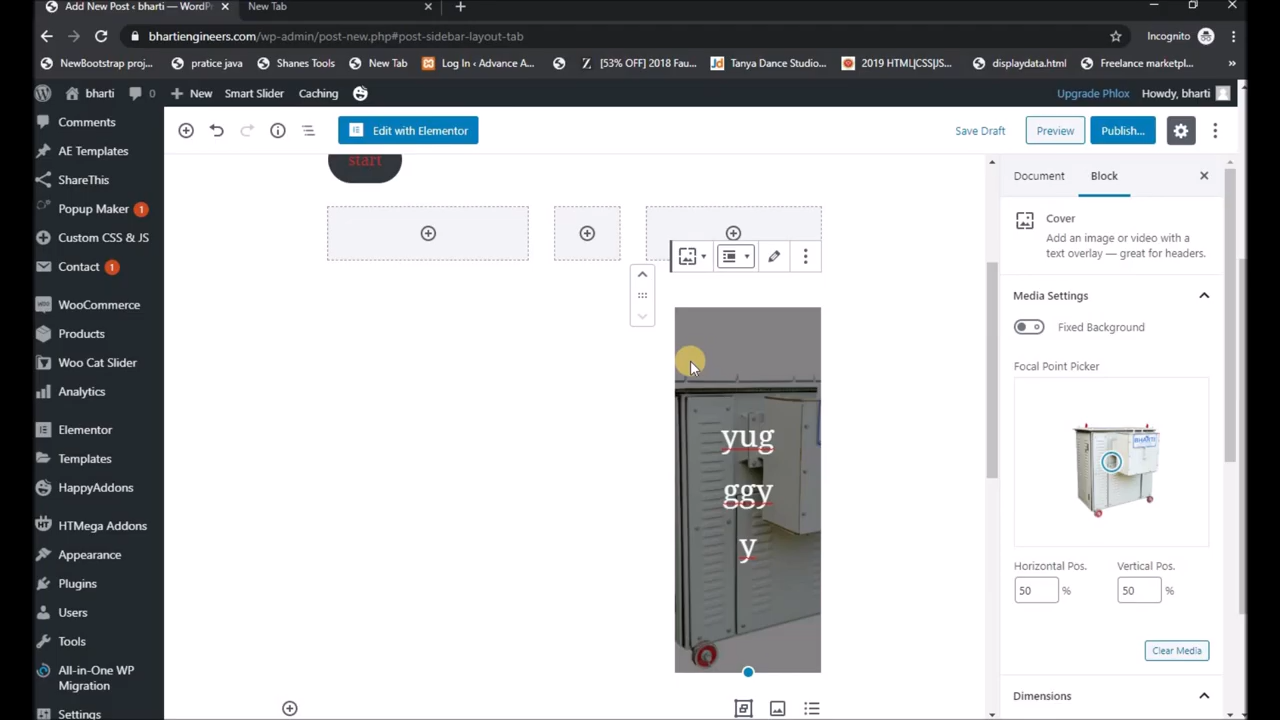 Add New Post ‹ bharti — WordPr
New Tab
bhartiengineers.com/wp-admin/post-new.php#post-sidebar-layout-tab
Incognito
NewBootstrap proj...
pratice java
Shanes Tools
New Tab
Log In ‹ Advance A...
[53% OFF] 2018 Fau...
Tanya Dance Studio...
2019 HTML|CSS|JS...
displaydata.html
Freelance marketpl...
bharti
0
New
Smart Slider
Caching
Upgrade Phlox
Howdy, bharti
Comments
AE Templates
ShareThis
Popup Maker 1
Custom CSS & JS
Contact 1
WooCommerce
Products
Woo Cat Slider
Analytics
Elementor
Templates
HappyAddons
HTMega Addons
Appearance
Plugins
Users
Tools
All-in-One WP
Migration
Settings
Edit with Elementor
Save Draft
Preview
Publish...
start
yug
ggy
y
Document
Block
Cover
Add an image or video with a
text overlay — great for headers.
Media Settings
Fixed Background
Focal Point Picker
BHARTI
Horizontal Pos.
Vertical Pos.
50 %
50 %
Clear Media
Dimensions